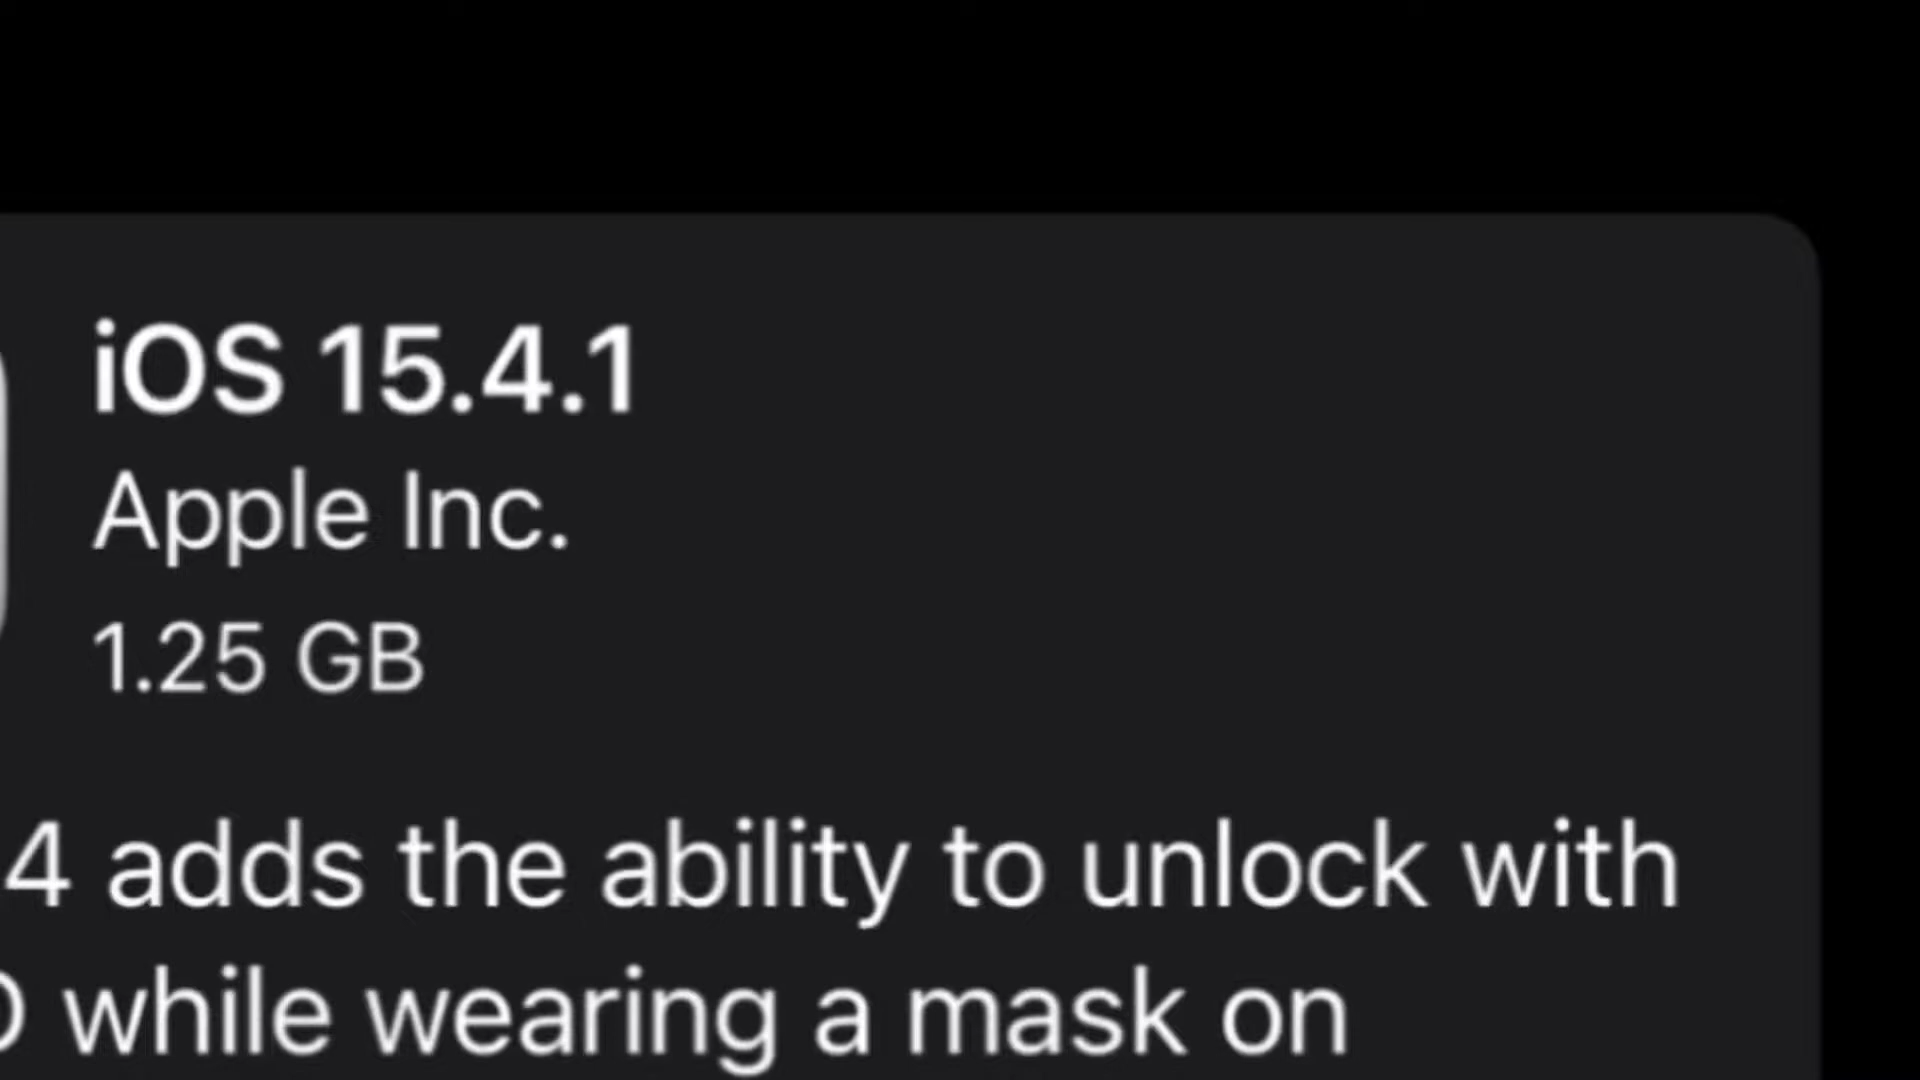 iOS 15.4.1
Apple Inc.
1.25 GB
4 adds the ability to unlock with
while wearing a mask on